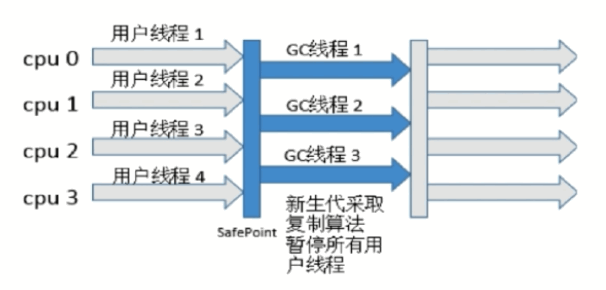 用户线程 1
GC线程 1
cpu 0
用户线程 2
cpu 1
GC线程 2
用户线程 3
cpu 2
GC线程 3
用户线程 4
cpu 3
SafePoint
新生代采取
复制算法
暂停所有用
户线程